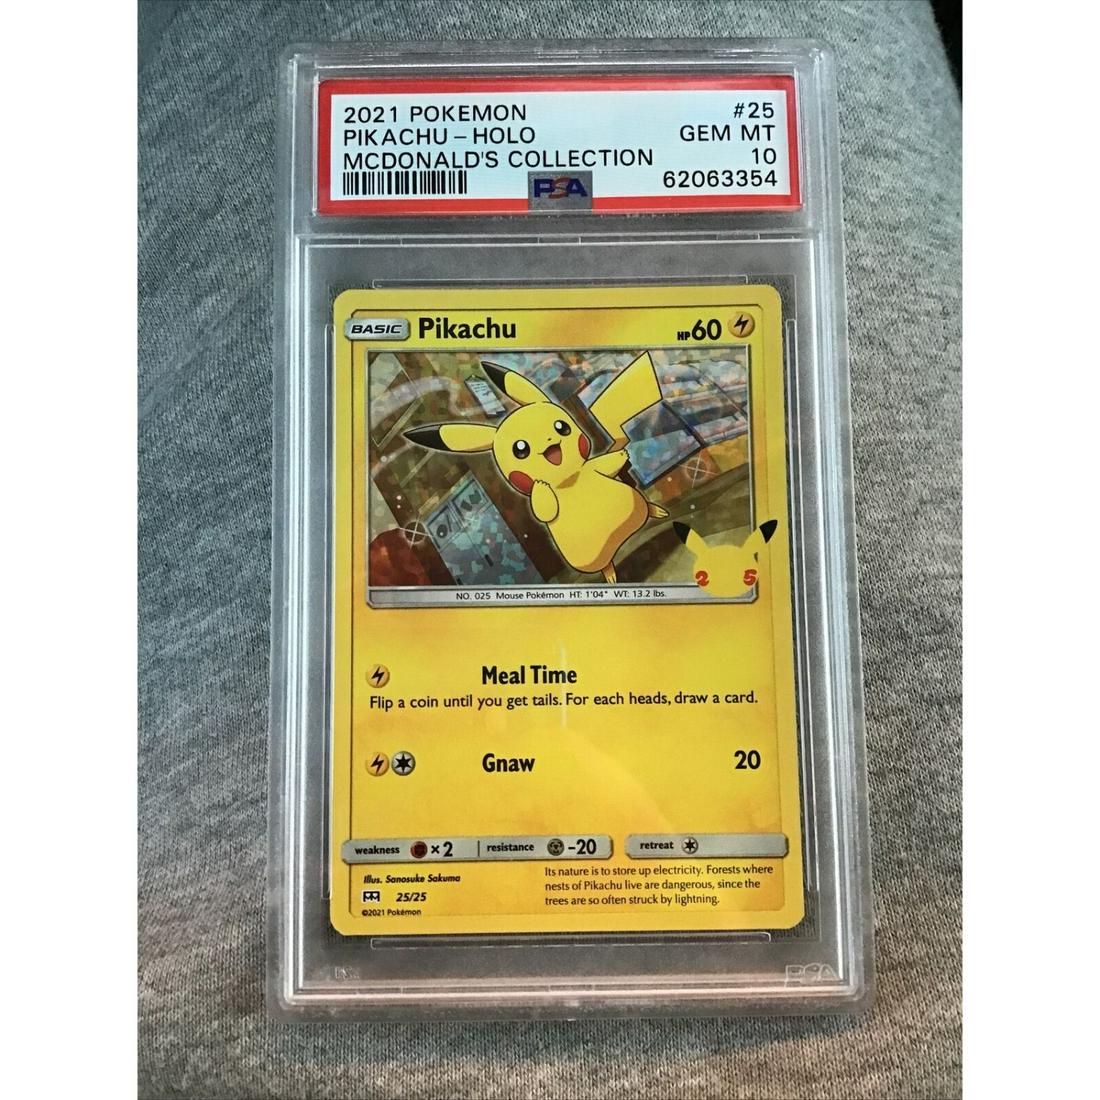 2021 POKEMON #25
PIKACHU - HOLO GEM MT
MCDONALD'S COLLECTION 10
PSA 62063354
BASIC Pikachu HP60
25
NO. 025 Mouse Pokémon HT: 1'04" WT: 13.2 lbs.
Meal Time
Flip a coin until you get tails. For each heads, draw a card.
Gnaw 20
weakness ×2 resistance -20 retreat
Illus. Sanosuke Sakuma
25/25
©2021 Pokémon
Its nature is to store up electricity. Forests where
nests of Pikachu live are dangerous, since the
trees are so often struck by lightning.
PSA